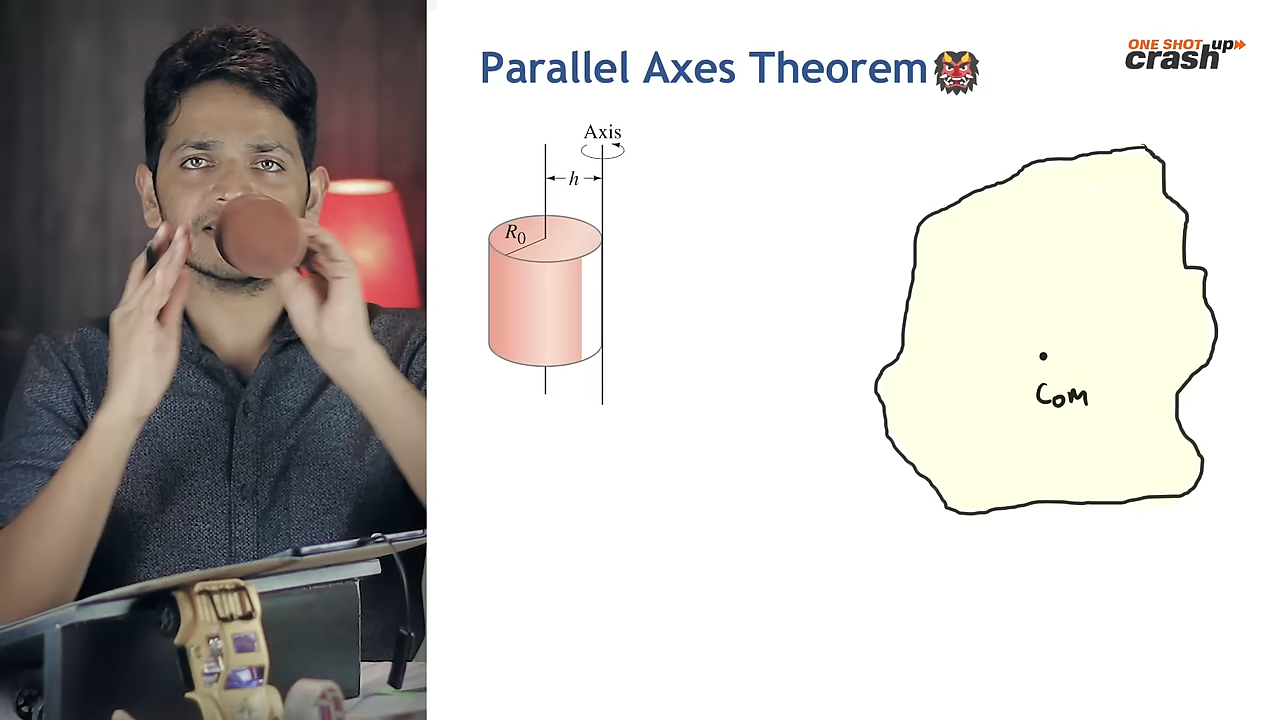 Parallel Axes Theorem
ONE SHOT
crash up
Axis
h
R0
COM